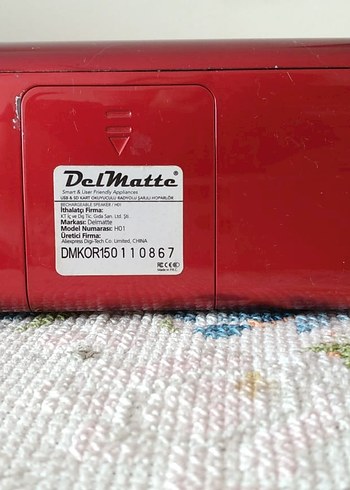 DelMatte®
Smart & User Friendly Appliances
USB & SD KART OKUYUCULU RADYOLU ŞARJLI HOPARLÖR
RECHARGEABLE SPEAKER / H01
İthalatçı Firma:
KT İç ve Dış Tic. Gıda San. Ltd. Şti.
Markası: Delmatte
Model Numarası: H01
Üretici Firma:
Aliexpress Digi-Tech Co. Limited, CHINA
DMKOR150110867
FC CE
Made in P.R.C.